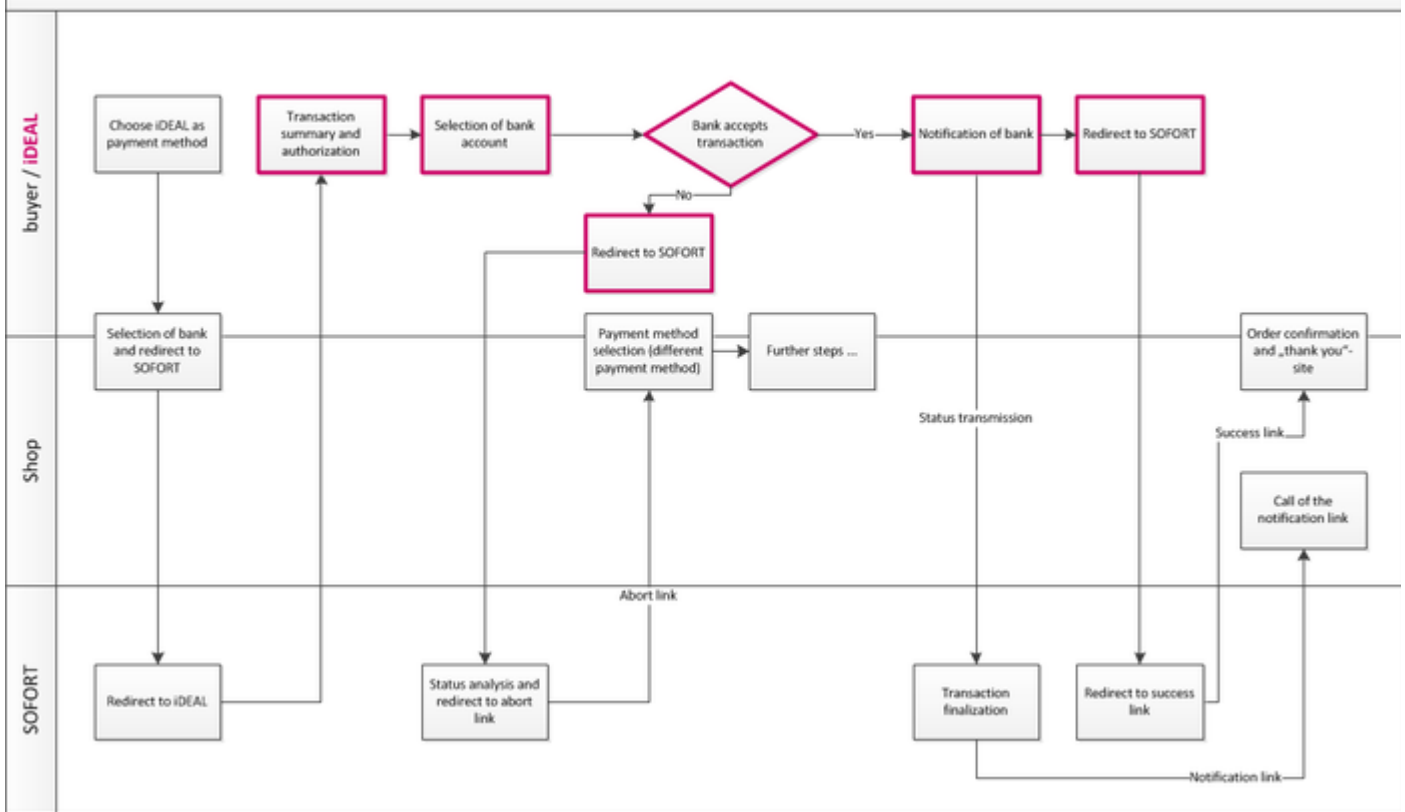 buyer / iDEAL
Choose iDEAL as
payment method
Transaction
summary and
authorization
Selection of bank
account
Bank accepts
transaction
Yes
Notification of bank
Redirect to SOFORT
No
Redirect to SOFORT
Shop
Selection of bank
and redirect to
SOFORT
Payment method
selection (different
payment method)
Further steps ...
Order confirmation
and „thank you"-
site
Status transmission
Success link
Call of the
notification link
Abort link
SOFORT
Redirect to iDEAL
Status analysis and
redirect to abort
link
Transaction
finalization
Redirect to success
link
Notification link